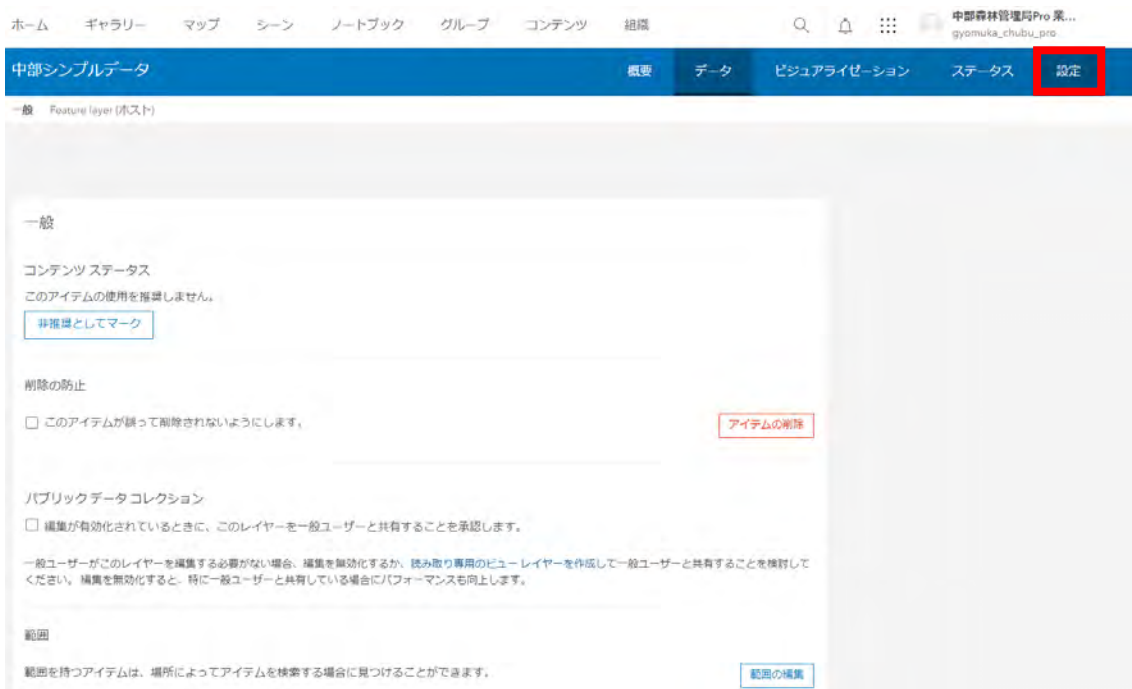 ホーム ギャラリー マップ シーン ノートブック グループ コンテンツ 組織 中部森林管理局Pro 業...
gyomuka_chubu_pro
中部シンプルデータ 概要 データ ビジュアライゼーション ステータス 設定
一般 Feature layer (ホスト)
一般
コンテンツ ステータス
このアイテムの使用を推奨しません。
非推奨としてマーク
削除の防止
このアイテムが誤って削除されないようにします。 アイテムの削除
パブリック データ コレクション
編集が有効化されているときに、このレイヤーを一般ユーザーと共有することを承認します。
一般ユーザーがこのレイヤーを編集する必要がない場合、編集を無効化するか、読み取り専用のビュー レイヤーを作成して一般ユーザーと共有することを検討して
ください。 編集を無効化すると、特に一般ユーザーと共有している場合にパフォーマンスも向上します。
範囲
範囲を持つアイテムは、場所によってアイテムを検索する場合に見つけることができます。 範囲の編集